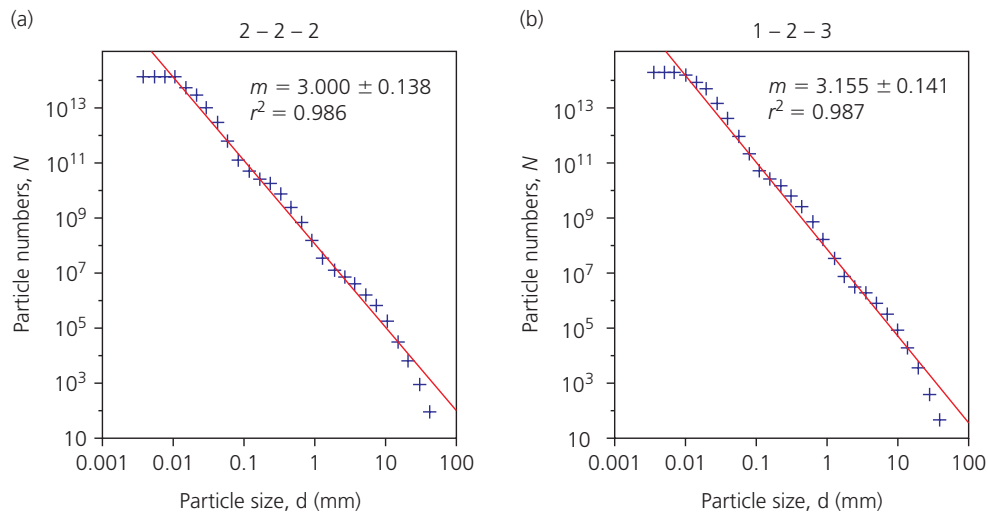 (a)
2 – 2 – 2
m = 3.000 ± 0.138
r² = 0.986
10¹³
10¹¹
10⁹
10⁷
10⁵
10³
10
Particle numbers, N
0.001 0.01 0.1 1 10 100
Particle size, d (mm)
(b)
1 – 2 – 3
m = 3.155 ± 0.141
r² = 0.987
10¹³
10¹¹
10⁹
10⁷
10⁵
10³
10
Particle numbers, N
0.001 0.01 0.1 1 10 100
Particle size, d (mm)